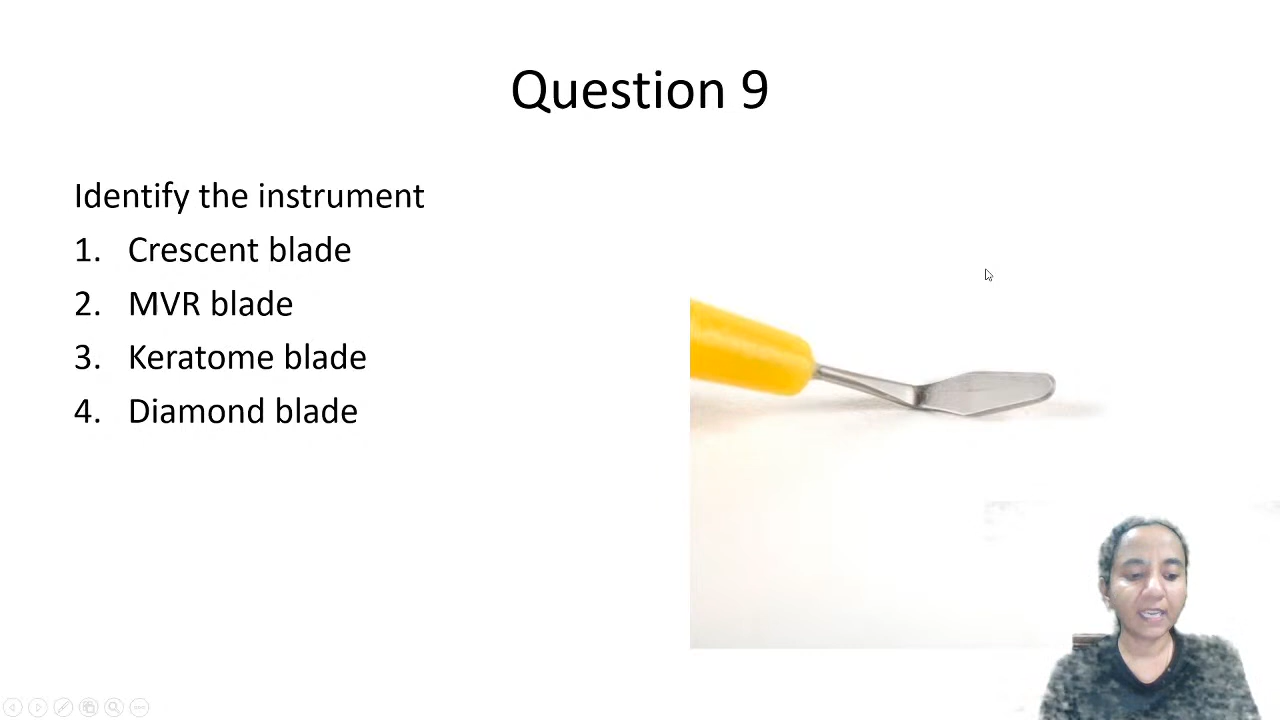 Question 9
Identify the instrument
1. Crescent blade
2. MVR blade
3. Keratome blade
4. Diamond blade